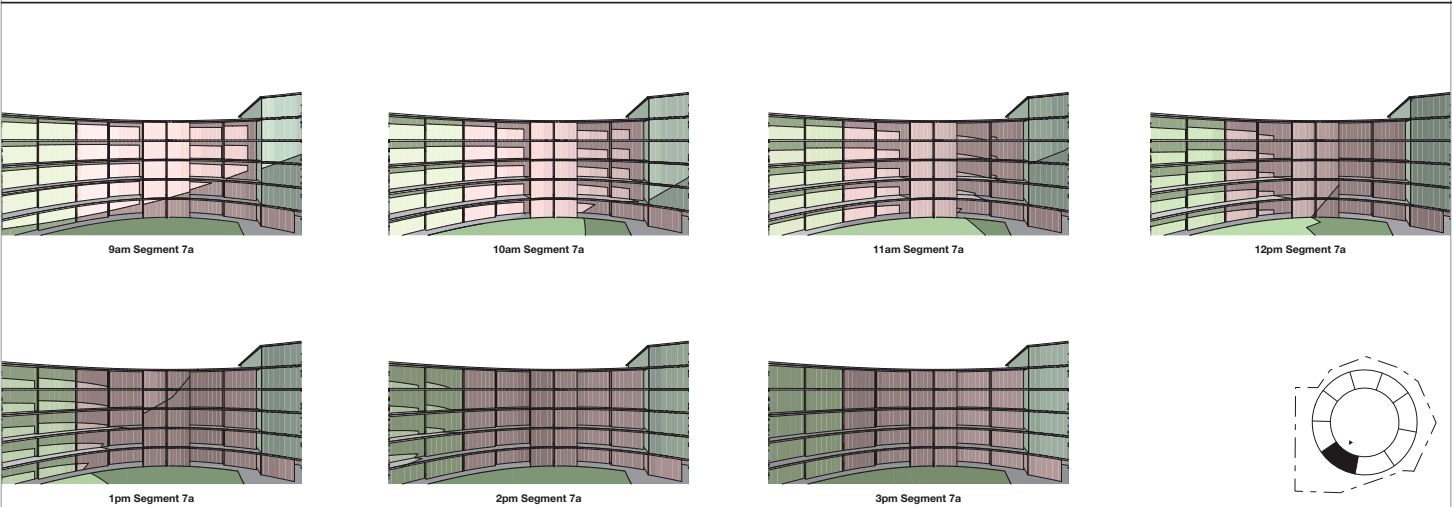 9am Segment 7a
10am Segment 7a
11am Segment 7a
12pm Segment 7a
1pm Segment 7a
2pm Segment 7a
3pm Segment 7a